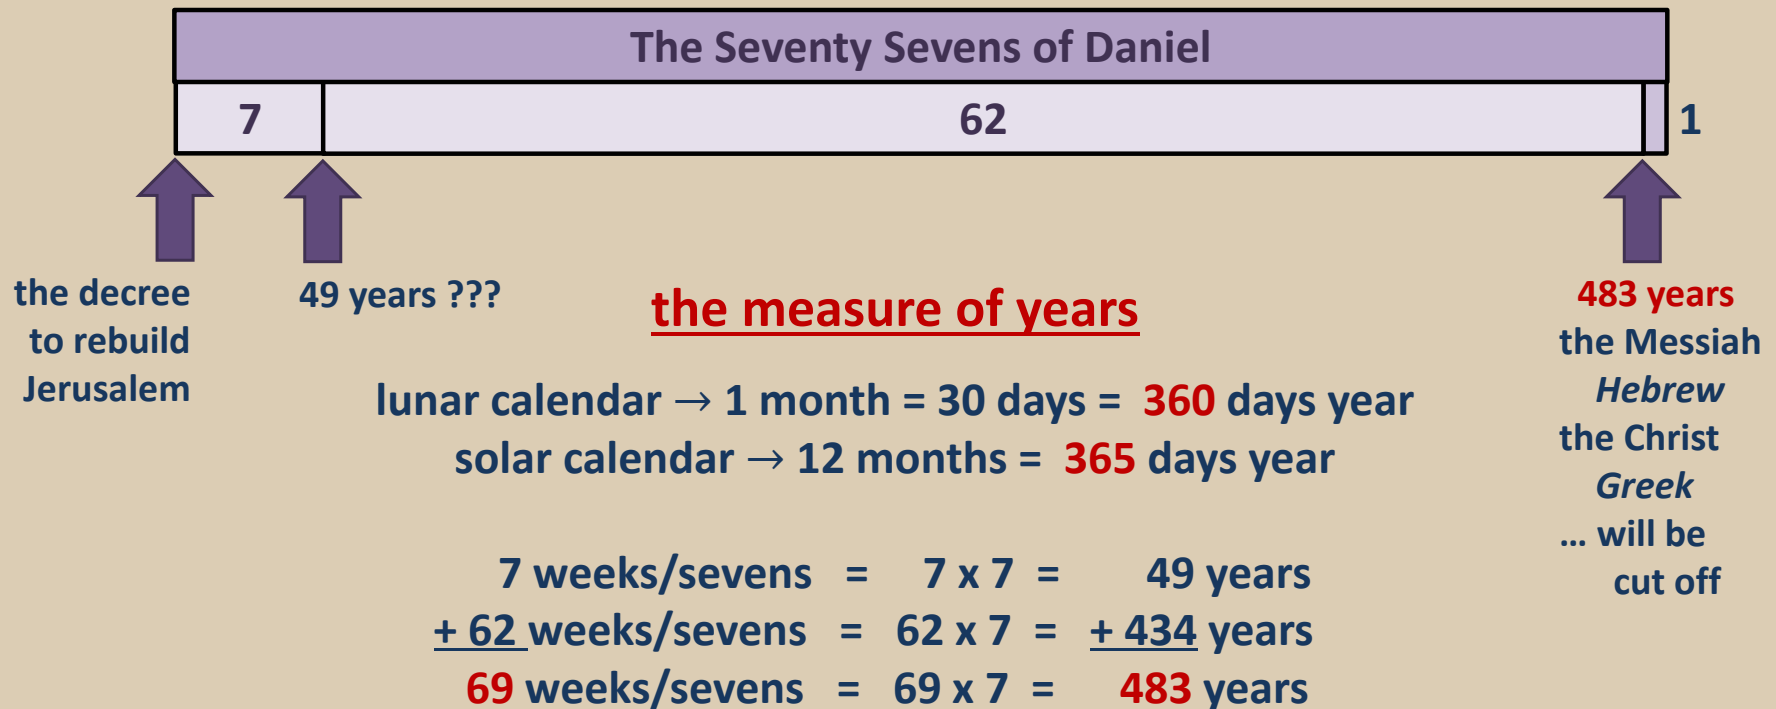 The Seventy Sevens of Daniel
7 62 1
the decree
to rebuild
Jerusalem
49 years ???
the measure of years
lunar calendar → 1 month = 30 days = 360 days year
solar calendar → 12 months = 365 days year
7 weeks/sevens = 7 x 7 = 49 years
+ 62 weeks/sevens = 62 x 7 = + 434 years
69 weeks/sevens = 69 x 7 = 483 years
483 years
the Messiah
Hebrew
the Christ
Greek
... will be
cut off